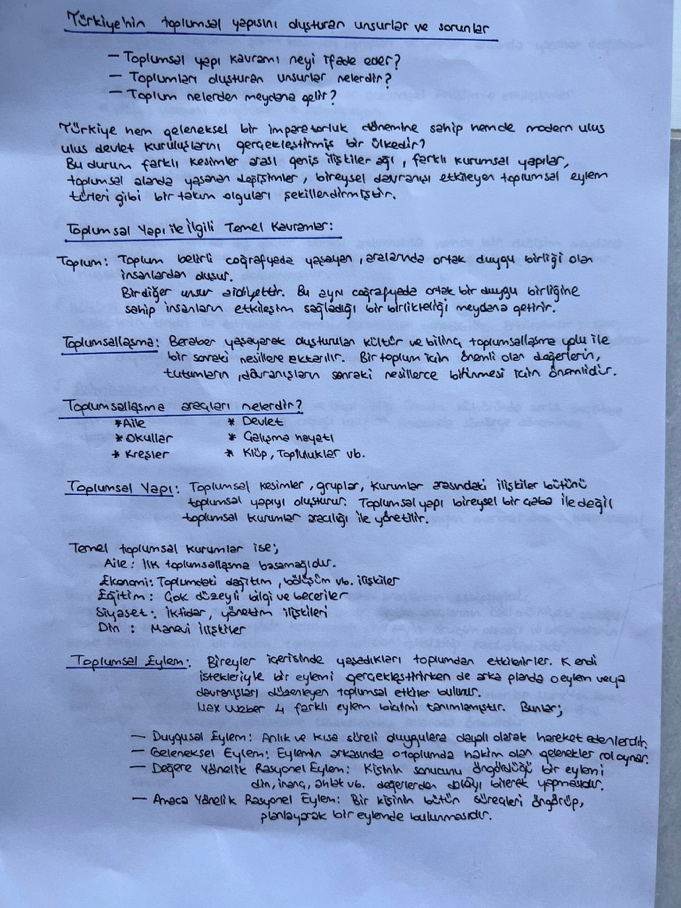 Türkiye'nin toplumsal yapısını oluşturan unsurlar ve sorunlar
— Toplumsal yapı kavramı neyi ifade eder?
— Toplumları oluşturan unsurlar nelerdir?
— Toplum nelerden meydana gelir?
Türkiye hem geleneksel bir imparatorluk dönemine sahip hemde modern ulus
ulus devlet kuruluşlarını gerçekleştirmiş bir ülkedir?
Bu durum farklı kesimler arası geniş ilişkiler ağı, farklı kurumsal yapılar,
toplumsal alanda yaşanan değişimler, bireysel davranışı etkileyen toplumsal eylem
türleri gibi bir takım olguları şekillendirmiştir.
Toplumsal Yapı ile İlgili Temel Kavramlar:
Toplum: Toplum belirli coğrafyada yaşayan, aralarında ortak duygu birliği olan
insanlardan oluşur.
Birdiğer unsur aidiyettir. Bu aynı coğrafyada ortak bir duygu birliğine
sahip insanların etkileşim sağladığı bir birlikteliği meydana getirir.
Toplumsallaşma: Beraber yaşayarak oluşturulan kültür ve bilinç, toplumsallaşma yolu ile
bir sonraki nesillere aktarılır. Bir toplum için önemli olan değerlerin,
tutumların, davranışların sonraki nesillerce bilinmesi için önemlidir.
Toplumsallaşma araçları nelerdir?
* Aile * Devlet
* Okullar * Çalışma hayatı
* Kreşler * Klüp, Topluluklar vb.
Toplumsal Yapı: Toplumsal kesimler, gruplar, kurumlar arasındaki ilişkiler bütünü
toplumsal yapıyı oluşturur. Toplumsal yapı bireysel bir çaba ile değil
toplumsal kurumlar aracılığı ile yönetilir.
Temel toplumsal kurumlar ise;
Aile: İlk toplumsallaşma basamağıdır.
Ekonomi: Toplumdaki dağıtım, bölüşüm vb. ilişkiler
Eğitim: Çok düzeyli bilgi ve beceriler
Siyaset: İktidar, yönetim ilişkileri
Din : Manevi ilişkiler
Toplumsal Eylem: Bireyler içerisinde yaşadıkları toplumdan etkilenirler. Kendi
istekleriyle bir eylemi gerçekleştirirken de arka planda o eylem veya
davranışları düzenleyen toplumsal etkiler bulunur.
Max Weber 4 farklı eylem biçimi tanımlamıştır. Bunlar;
— Duygusal Eylem: Anlık ve kısa süreli duygulara dayalı olarak hareket edenlerdir.
— Geleneksel Eylem: Eylemin arkasında o toplumda hakim olan gelenekler rol oynar.
— Değere Yönelik Rasyonel Eylem: Kişinin sonucunu öngördüğü bir eylemi
din, inanç, ahlak vb. değerlerden dolayı bilerek yapmasıdır.
— Amaca Yönelik Rasyonel Eylem: Bir kişinin bütün süreçleri öngörüp,
planlayarak bir eylemde bulunmasıdır.